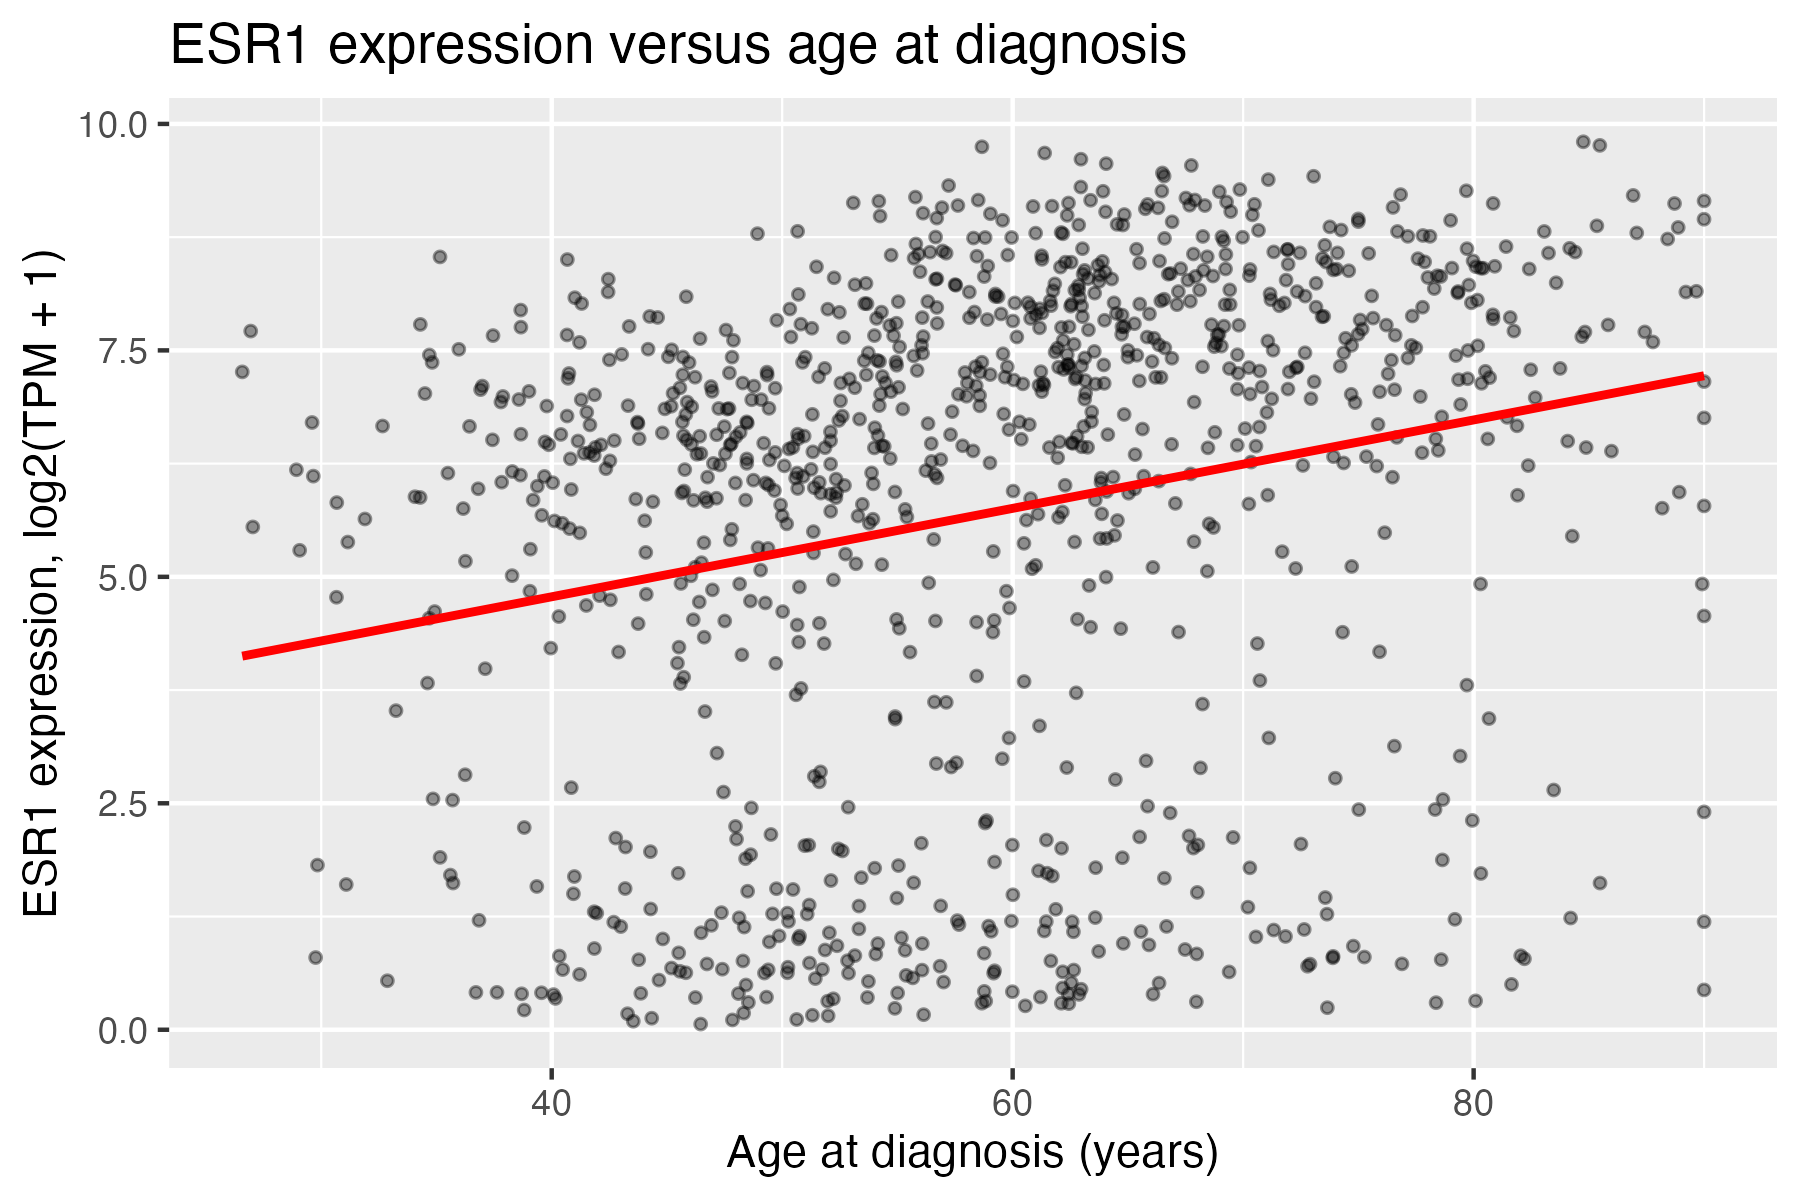 ESR1 expression versus age at diagnosis
ESR1 expression, log2(TPM + 1)
10.0
7.5
5.0
2.5
0.0
40 60 80
Age at diagnosis (years)